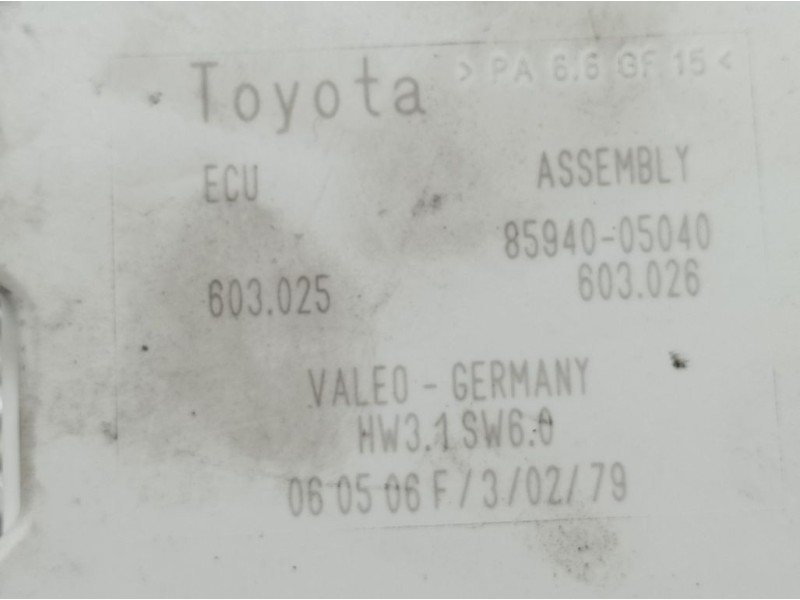 Toyota >PA 6.6 GF 15<
ECU ASSEMBLY
85940-05040
603.025 603.026
VALEO - GERMANY
HW3.1 SW6.0
06 05 06 F/3/02/79